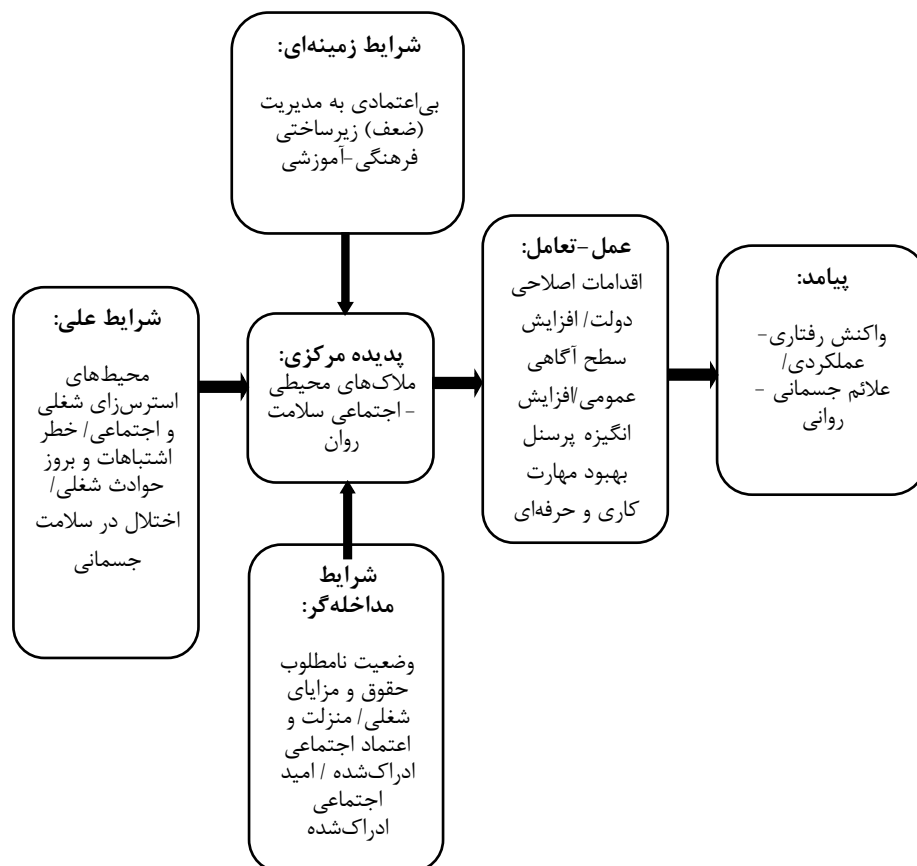 شرایط زمینه‌ای:
بی‌اعتمادی به مدیریت
(ضعف) زیرساختی
فرهنگی-آموزشی
عمل-تعامل:
اقدامات اصلاحی
دولت/ افزایش
سطح آگاهی
عمومی/افزایش
انگیزه پرسنل
بهبود مهارت
کاری و حرفه‌ای
پیامد:
واکنش رفتاری-
عملکردی/
علائم جسمانی -
روانی
شرایط علی:
محیط‌های
استرس‌زای شغلی
و اجتماعی/ خطر
اشتباهات و بروز
حوادث شغلی/
اختلال در سلامت
جسمانی
پدیده مرکزی:
ملاک‌های محیطی
- اجتماعی سلامت
روان
شرایط
مداخله‌گر:
وضعیت نامطلوب
حقوق و مزایای
شغلی/ منزلت و
اعتماد اجتماعی
ادراک‌شده / امید
اجتماعی
ادراک‌شده